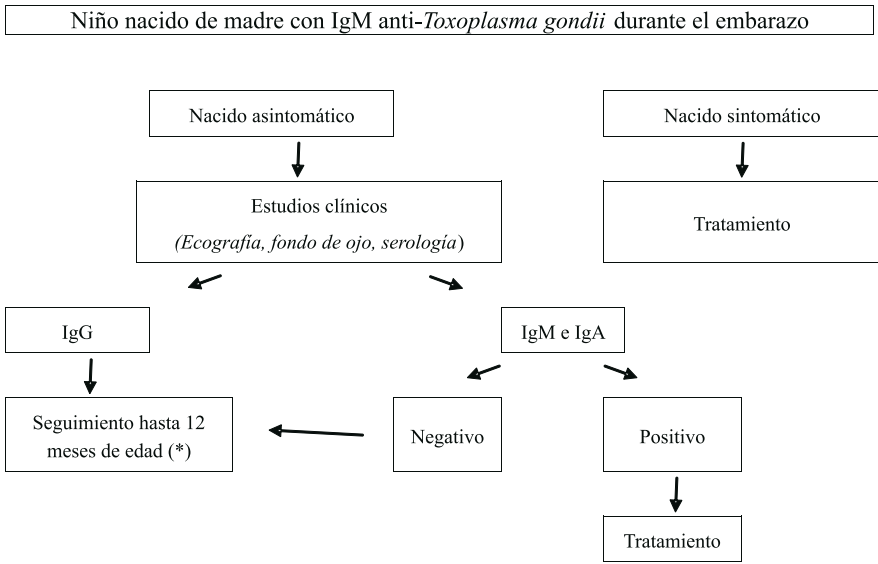 Niño nacido de madre con IgM anti-Toxoplasma gondii durante el embarazo
Nacido asintomático
Nacido sintomático
Estudios clínicos
(Ecografía, fondo de ojo, serología)
Tratamiento
IgG
IgM e IgA
Seguimiento hasta 12
meses de edad (*)
Negativo
Positivo
Tratamiento